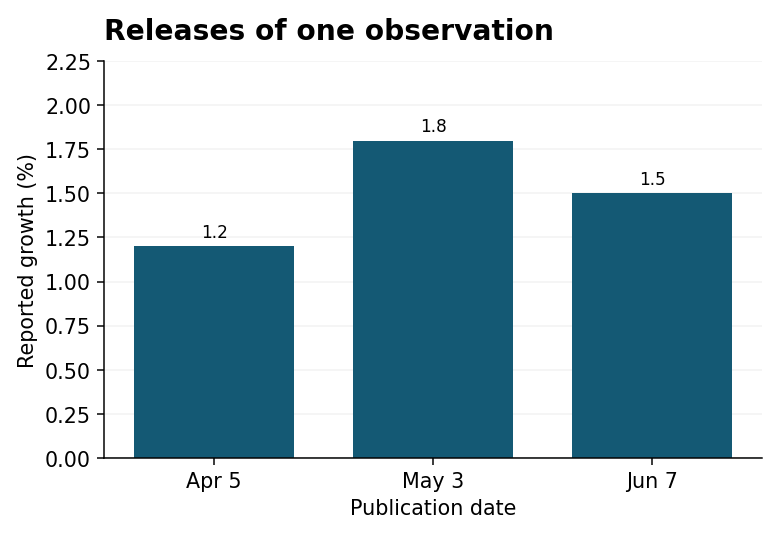 Releases of one observation
Reported growth (%)
2.25
2.00
1.75
1.50
1.25
1.00
0.75
0.50
0.25
0.00
1.2
1.8
1.5
Apr 5
May 3
Jun 7
Publication date